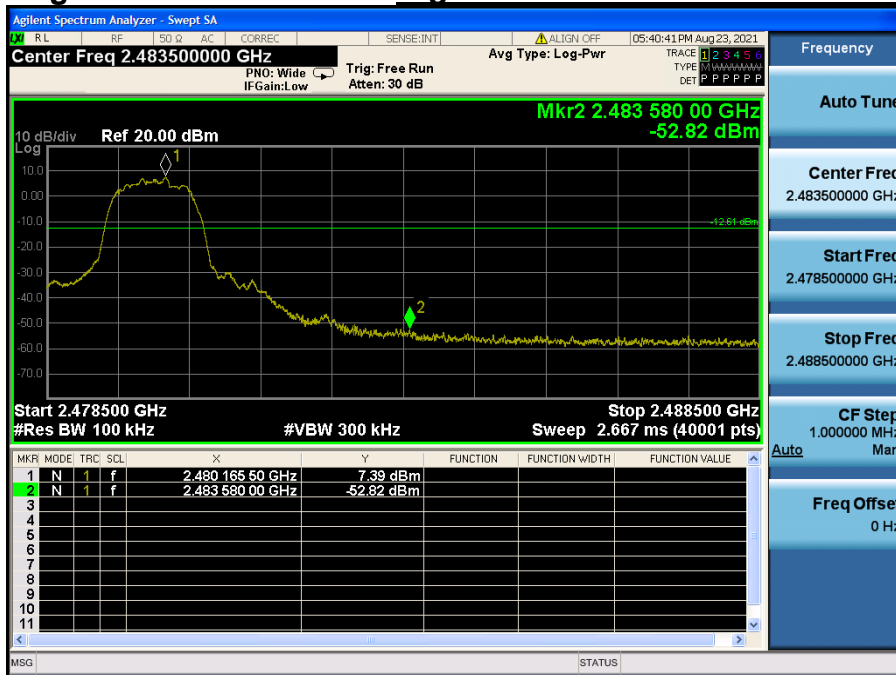 Agilent Spectrum Analyzer - Swept SA
LXI RL RF 50 Ω AC CORREC SENSE:INT ALIGN OFF 05:40:41 PM Aug 23, 2021
Center Freq 2.483500000 GHz
PNO: Wide
IFGain:Low
Trig: Free Run
Atten: 30 dB
Avg Type: Log-Pwr
TRACE 1 2 3 4 5 6
TYPE M W W W W W
DET P P P P P P
Mkr2 2.483 580 00 GHz
-52.82 dBm
10 dB/div Ref 20.00 dBm
Log
1
10.0
0.00
-10.0
-12.61 dBm
-20.0
-30.0
-40.0
2
-50.0
-60.0
-70.0
Start 2.478500 GHz Stop 2.488500 GHz
#Res BW 100 kHz #VBW 300 kHz Sweep 2.667 ms (40001 pts)
MKR MODE TRC SCL X Y FUNCTION FUNCTION WIDTH FUNCTION VALUE
1 N 1 f 2.480 165 50 GHz 7.39 dBm
2 N 1 f 2.483 580 00 GHz -52.82 dBm
3
4
5
6
7
8
9
10
11
MSG STATUS
Frequency
Auto Tune
Center Freq
2.483500000 GHz
Start Freq
2.478500000 GHz
Stop Freq
2.488500000 GHz
CF Step
1.000000 MHz
Auto Man
Freq Offset
0 Hz